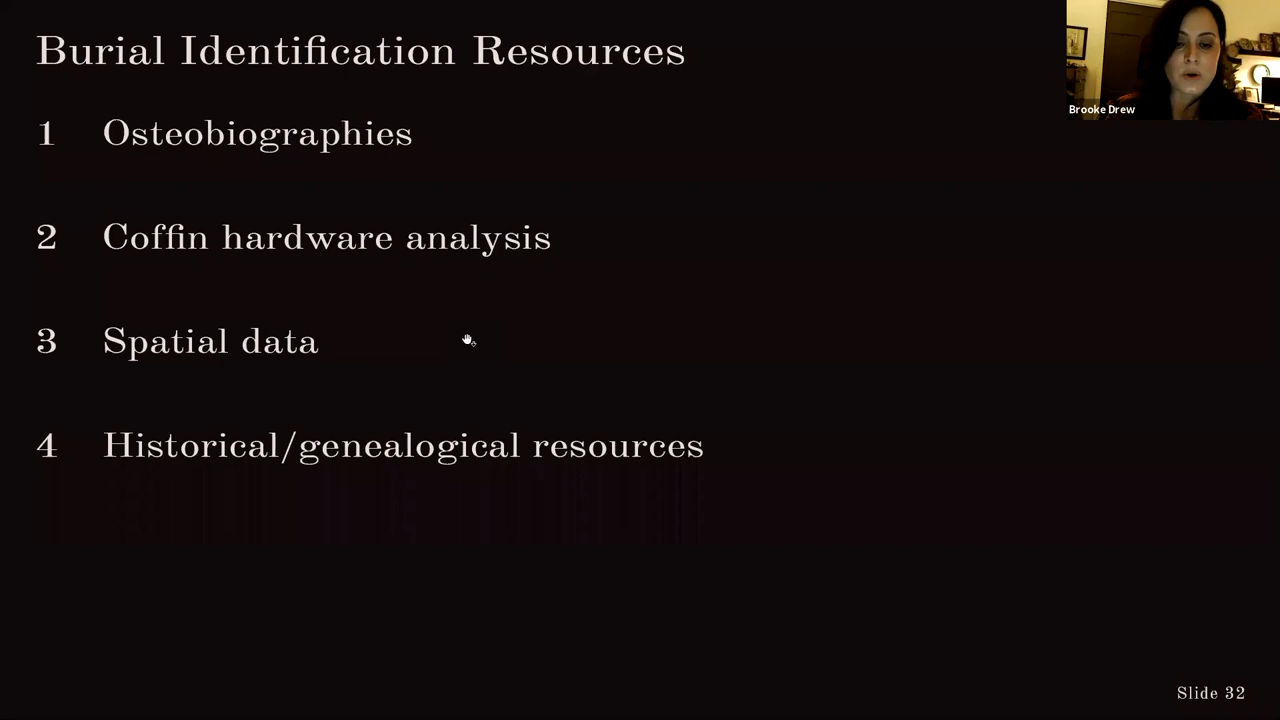 Burial Identification Resources
Brooke Drew
1 Osteobiographies
2 Coffin hardware analysis
3 Spatial data
4 Historical/genealogical resources
Slide 32